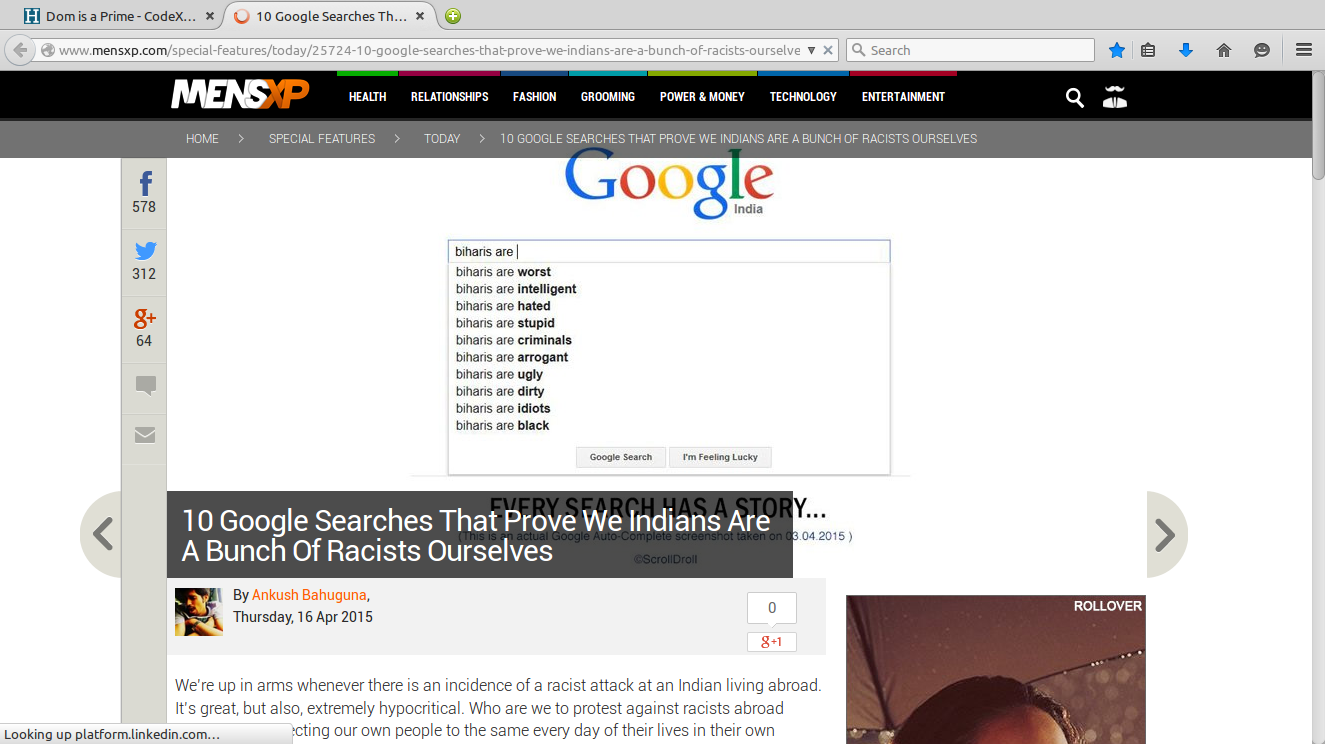 Dom is a Prime - CodeX...
10 Google Searches Th...
www.mensxp.com/special-features/today/25724-10-google-searches-that-prove-we-indians-are-a-bunch-of-racists-ourselve
Search
MENSXP
HEALTH
RELATIONSHIPS
FASHION
GROOMING
POWER & MONEY
TECHNOLOGY
ENTERTAINMENT
HOME > SPECIAL FEATURES > TODAY > 10 GOOGLE SEARCHES THAT PROVE WE INDIANS ARE A BUNCH OF RACISTS OURSELVES
578
312
g+
64
Google
India
biharis are
biharis are worst
biharis are intelligent
biharis are hated
biharis are stupid
biharis are criminals
biharis are arrogant
biharis are ugly
biharis are dirty
biharis are idiots
biharis are black
Google Search
I'm Feeling Lucky
EVERY SEARCH HAS A STORY...
(This is an actual Google Auto-Complete screenshot taken on 03.04.2015 )
©ScrollDroll
10 Google Searches That Prove We Indians Are
A Bunch Of Racists Ourselves
By Ankush Bahuguna,
Thursday, 16 Apr 2015
0
g+1
ROLLOVER
We're up in arms whenever there is an incidence of a racist attack at an Indian living abroad.
It's great, but also, extremely hypocritical. Who are we to protest against racists abroad
ecting our own people to the same every day of their lives in their own
Looking up platform.linkedin.com...